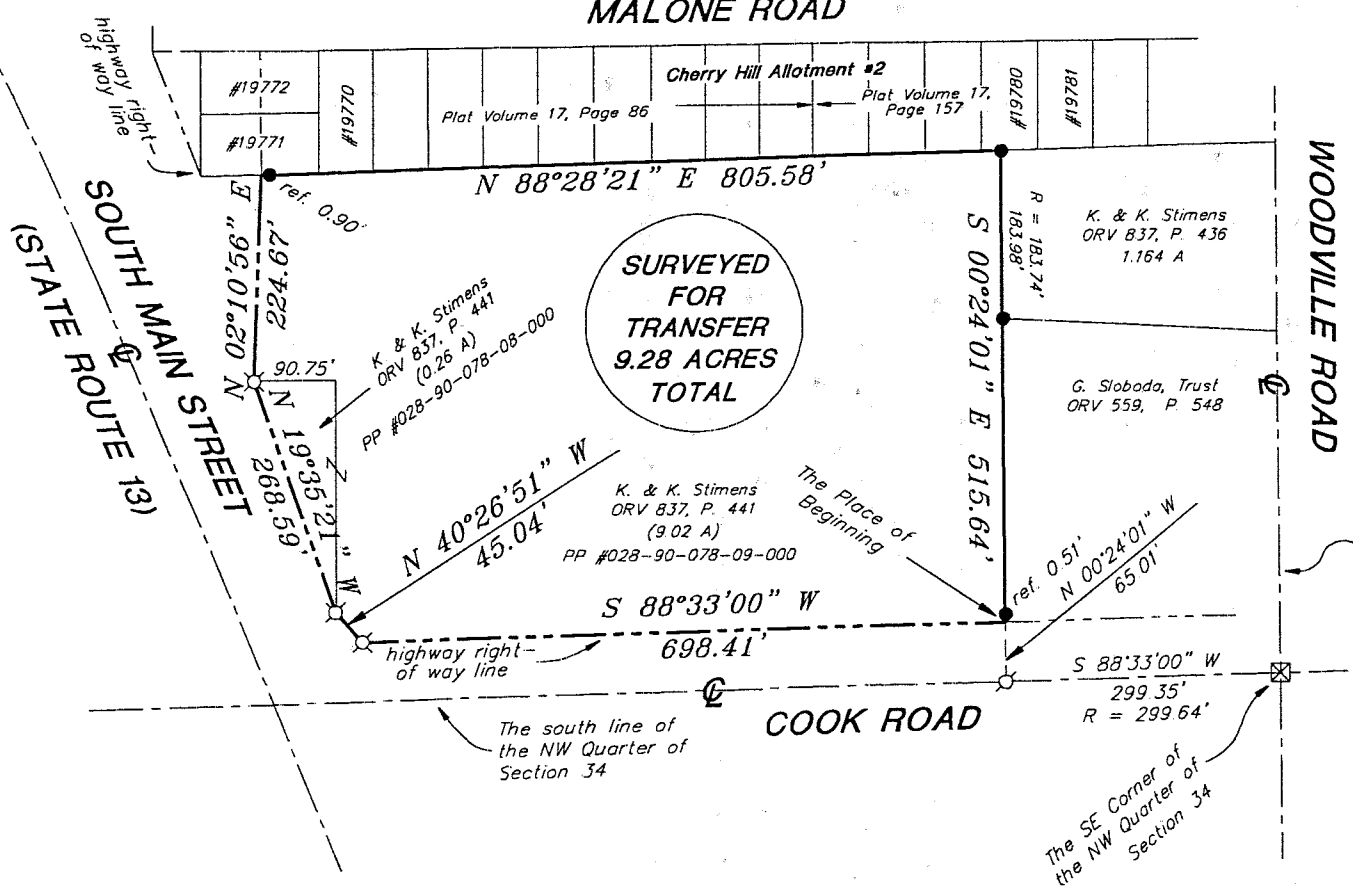 MALONE ROAD
highway right-
of way line
#19772
#19771
#19770
Cherry Hill Allotment #2
Plat Volume 17, Page 86
Plat Volume 17,
Page 157
#19780
#19781
N 88°28'21" E 805.58'
ref. 0.90'
N 02°10'59" E
224.97'
SOUTH MAIN STREET
(STATE ROUTE 13)
℄
90.75'
K. & K. Stimens
ORV 837, P. 441
(0.26 A)
PP #028-90-078-08-000
Z
N 19°35'21" W
268.59'
SURVEYED
FOR
TRANSFER
9.28 ACRES
TOTAL
R = 183.74'
183.98'
S 00°24'01" E 515.64'
K. & K. Stimens
ORV 837, P. 436
1.164 A
G. Sloboda, Trust
ORV 559, P. 548
WOODVILLE ROAD
℄
N 40°26'51" W
45.04'
K. & K. Stimens
ORV 837, P. 441
(9.02 A)
PP #028-90-078-09-000
The Place of
Beginning
ref. 0.51'
N 00°24'01" W
65.01'
S 88°33'00" W
698.41'
highway right-
of way line
S 88°33'00" W
299.35'
R = 299.64'
℄
COOK ROAD
The south line of
the NW Quarter of
Section 34
The SE Corner of
the NW Quarter of
Section 34